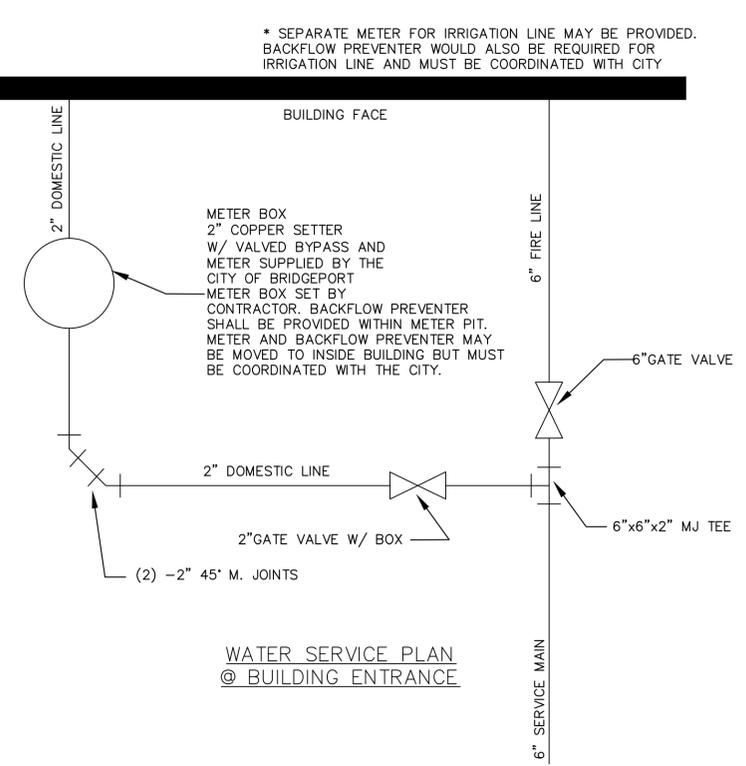 * SEPARATE METER FOR IRRIGATION LINE MAY BE PROVIDED.
BACKFLOW PREVENTER WOULD ALSO BE REQUIRED FOR
IRRIGATION LINE AND MUST BE COORDINATED WITH CITY
BUILDING FACE
2" DOMESTIC LINE
METER BOX
2" COPPER SETTER
W/ VALVED BYPASS AND
METER SUPPLIED BY THE
CITY OF BRIDGEPORT
METER BOX SET BY
CONTRACTOR. BACKFLOW PREVENTER
SHALL BE PROVIDED WITHIN METER PIT.
METER AND BACKFLOW PREVENTER MAY
BE MOVED TO INSIDE BUILDING BUT MUST
BE COORDINATED WITH THE CITY.
6" FIRE LINE
6"GATE VALVE
2" DOMESTIC LINE
6"x6"x2" MJ TEE
2"GATE VALVE W/ BOX
(2) -2" 45° M. JOINTS
WATER SERVICE PLAN
@ BUILDING ENTRANCE
6" SERVICE MAIN